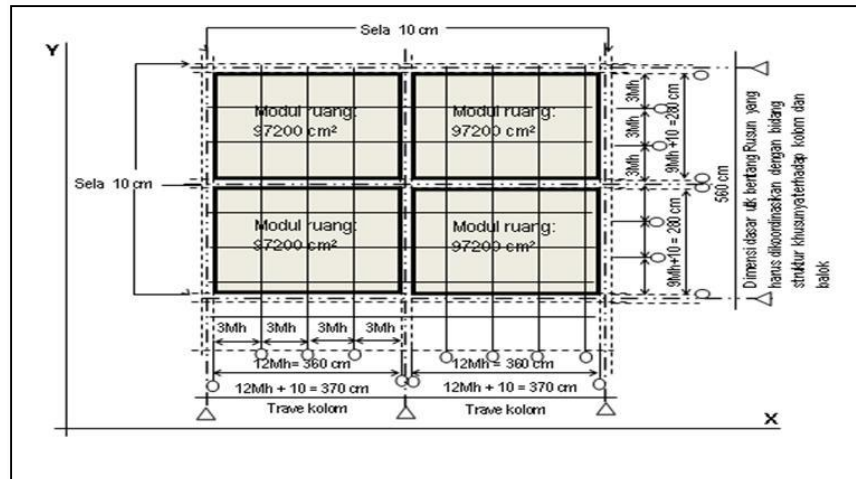 Sela 10 cm
Y
Modul ruang:
97200 cm²
Modul ruang:
97200 cm²
3Mh
3Mh
3Mh
9Mh +10 =280 cm
Sela 10 cm
Modul ruang:
97200 cm²
Modul ruang:
97200 cm²
9Mh+10 = 280 cm
560 cm
Dimensi dasar utk bentang Rusun yang
harus dikoordinasikan dengan bidang
struktur khusunyaterhadap kolom dan
balok
3Mh
3Mh
3Mh
3Mh
12Mh= 360 cm
12Mh = 360 cm
12Mh + 10 = 370 cm
12Mh + 10 = 370 cm
Trave kolom
Trave kolom
X